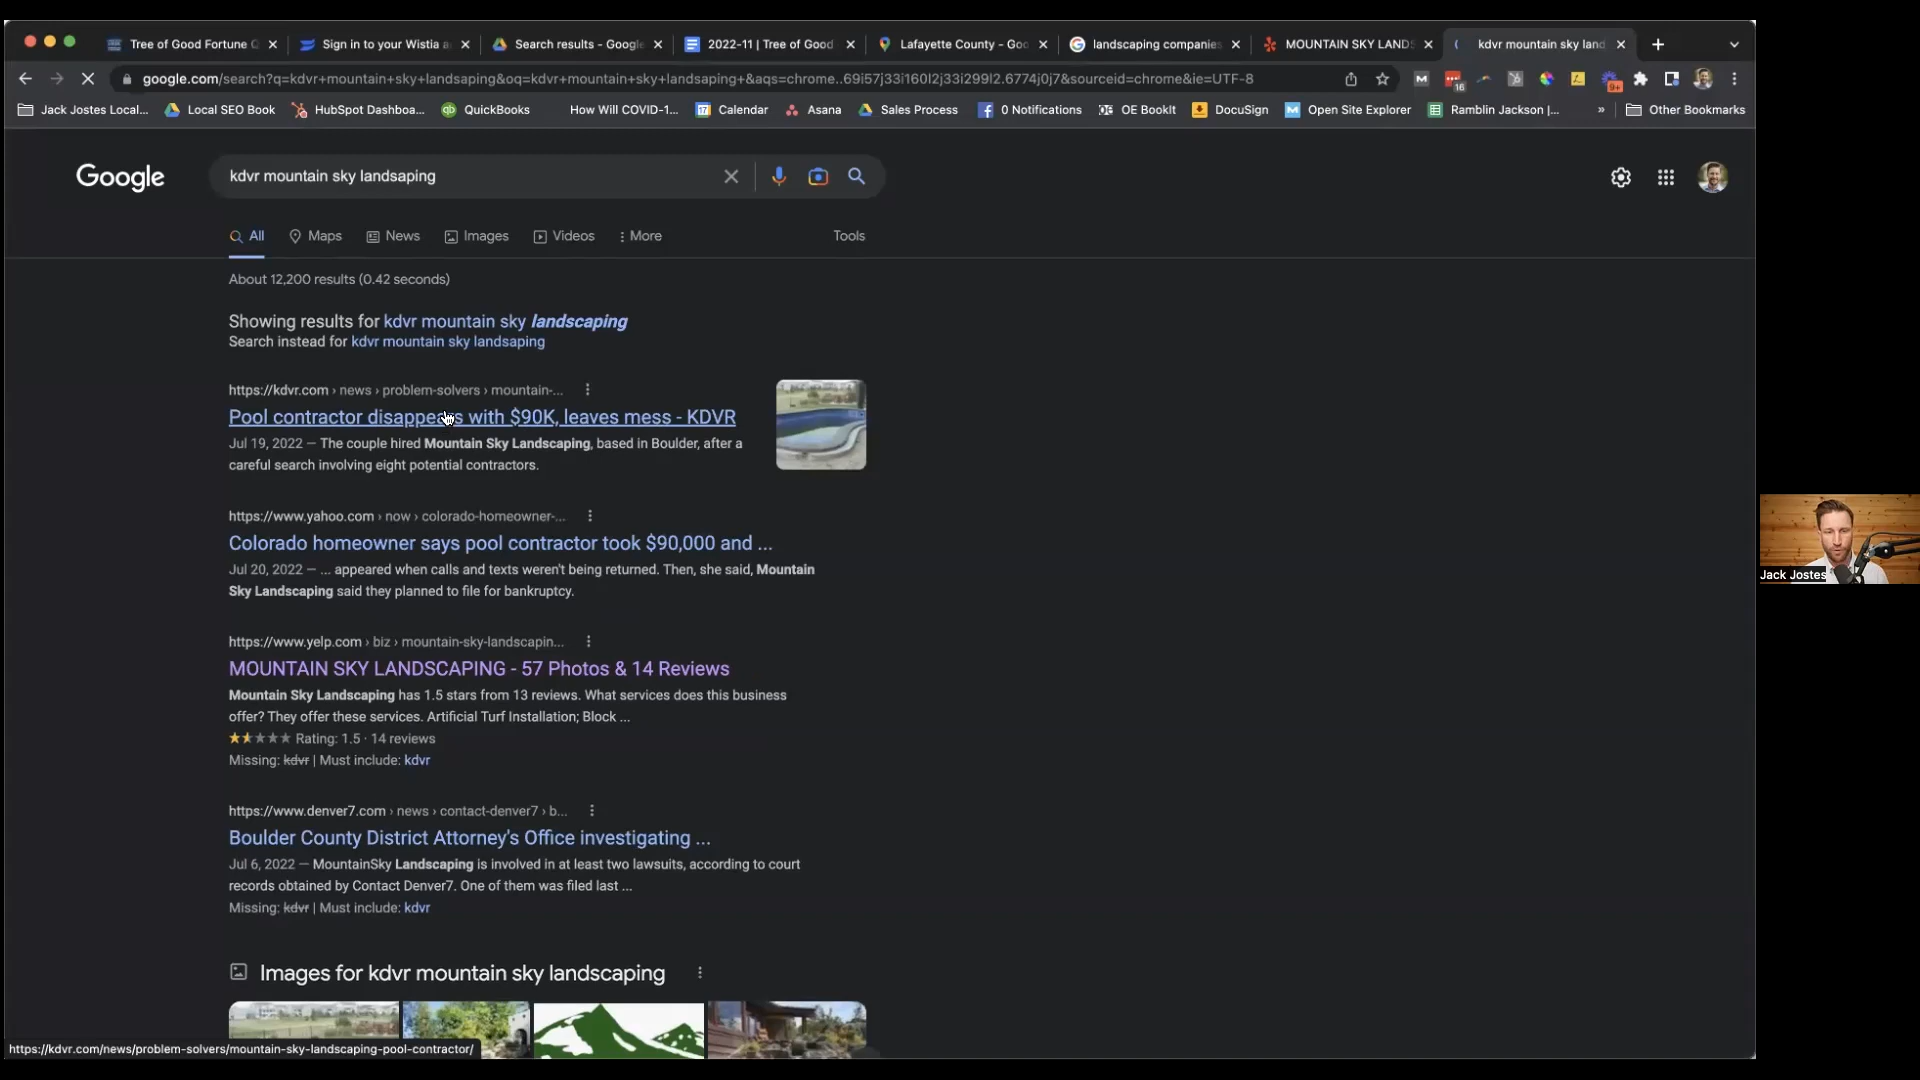 Tree of Good Fortune
Sign in to your Wistia a
Search results - Google
2022-11 | Tree of Good
Lafayette County - Goo
landscaping companies
MOUNTAIN SKY LANDS
kdvr mountain sky land
google.com/search?q=kdvr+mountain+sky+landsaping&oq=kdvr+mountain+sky+landsaping+&aqs=chrome..69i57j33i160l2j33i299l2.6774j0j7&sourceid=chrome&ie=UTF-8
16
9+
Jack Jostes Local...
Local SEO Book
HubSpot Dashboa...
QuickBooks
How Will COVID-1...
17 Calendar
Asana
Sales Process
0 Notifications
OE BookIt
DocuSign
Open Site Explorer
Ramblin Jackson |...
»
Other Bookmarks
Google
kdvr mountain sky landsaping
All
Maps
News
Images
Videos
More
Tools
About 12,200 results (0.42 seconds)
Showing results for kdvr mountain sky landscaping
Search instead for kdvr mountain sky landsaping
https://kdvr.com › news › problem-solvers › mountain-...
Pool contractor disappears with $90K, leaves mess - KDVR
Jul 19, 2022 — The couple hired Mountain Sky Landscaping, based in Boulder, after a
careful search involving eight potential contractors.
https://www.yahoo.com › now › colorado-homeowner-...
Colorado homeowner says pool contractor took $90,000 and ...
Jul 20, 2022 — ... appeared when calls and texts weren't being returned. Then, she said, Mountain
Sky Landscaping said they planned to file for bankruptcy.
https://www.yelp.com › biz › mountain-sky-landscapin...
MOUNTAIN SKY LANDSCAPING - 57 Photos & 14 Reviews
Mountain Sky Landscaping has 1.5 stars from 13 reviews. What services does this business
offer? They offer these services. Artificial Turf Installation; Block ...
Rating: 1.5 · 14 reviews
Missing: kdvr | Must include: kdvr
https://www.denver7.com › news › contact-denver7 › b...
Boulder County District Attorney's Office investigating ...
Jul 6, 2022 — MountainSky Landscaping is involved in at least two lawsuits, according to court
records obtained by Contact Denver7. One of them was filed last ...
Missing: kdvr | Must include: kdvr
Images for kdvr mountain sky landscaping
https://kdvr.com/news/problem-solvers/mountain-sky-landscaping-pool-contractor/
Jack Jostes